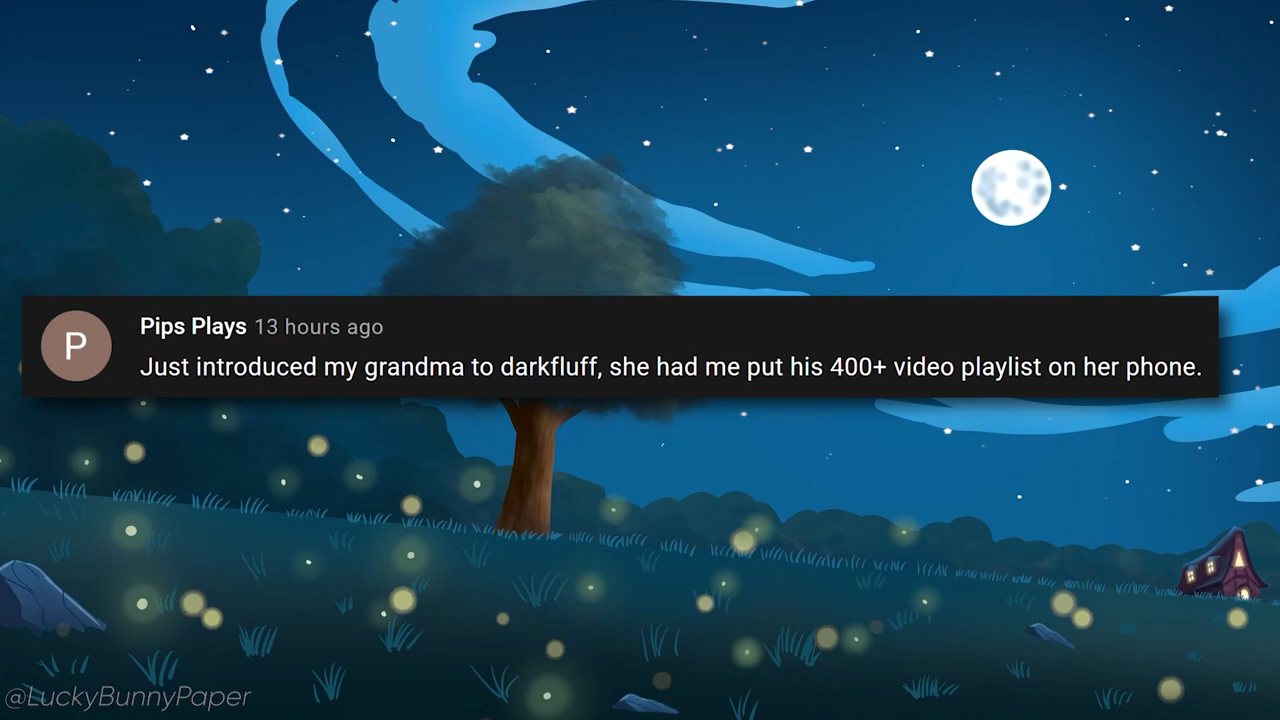 P
Pips Plays 13 hours ago
Just introduced my grandma to darkfluff, she had me put his 400+ video playlist on her phone.
@LuckyBunnyPaper